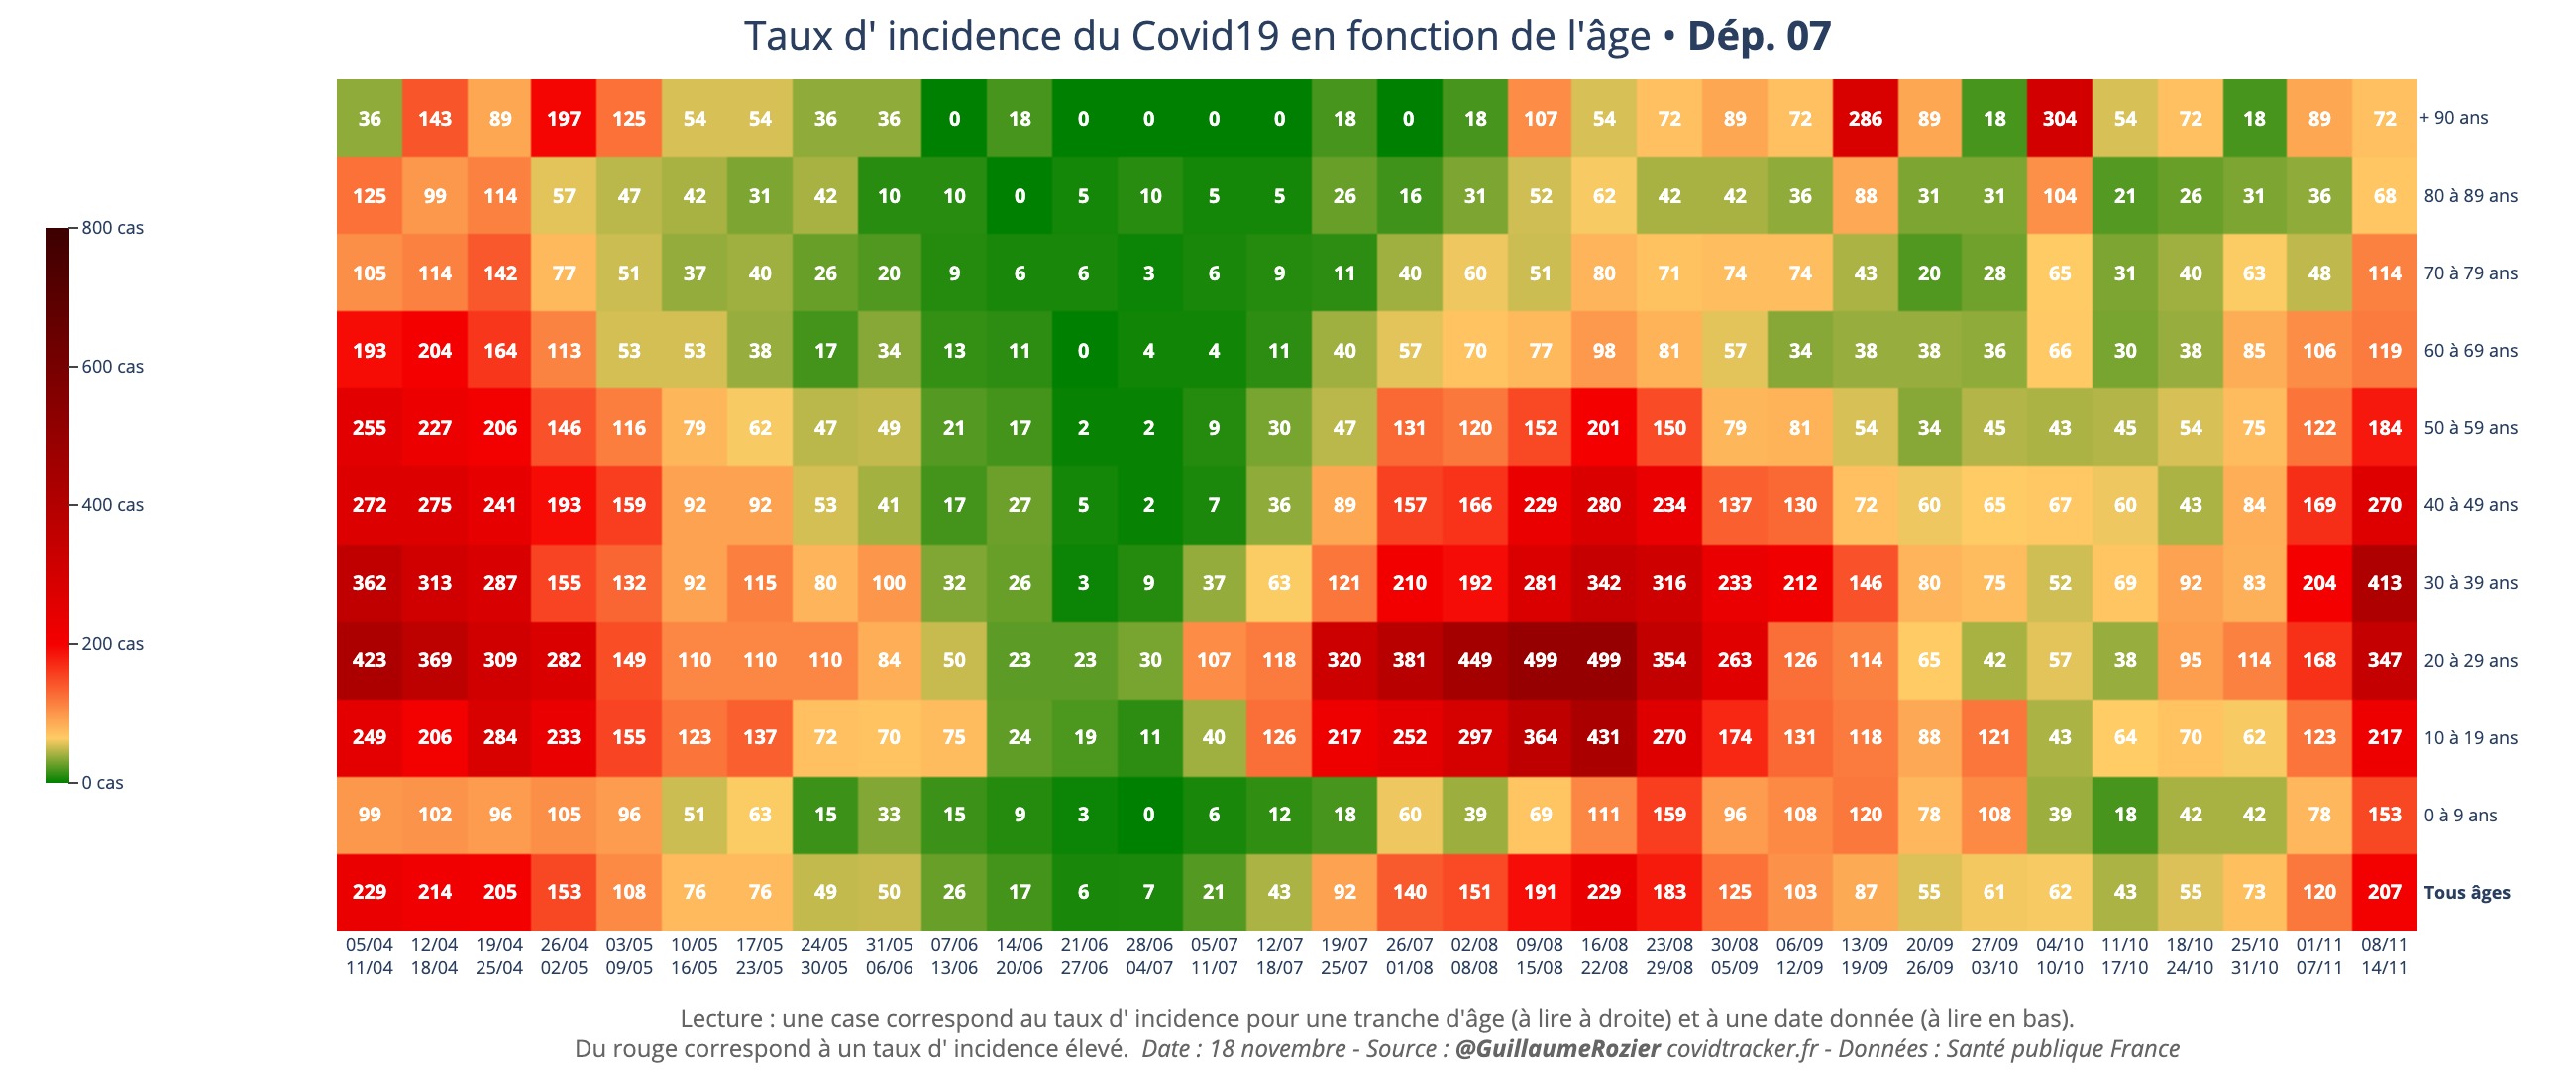 Taux d' incidence du Covid19 en fonction de l'âge • Dép. 07
800 cas
600 cas
400 cas
200 cas
0 cas
36 143 89 197 125 54 54 36 36 0 18 0 0 0 0 18 0 18 107 54 72 89 72 286 89 18 304 54 72 18 89 72 + 90 ans
125 99 114 57 47 42 31 42 10 10 0 5 10 5 5 26 16 31 52 62 42 42 36 88 31 31 104 21 26 31 36 68 80 à 89 ans
105 114 142 77 51 37 40 26 20 9 6 6 3 6 9 11 40 60 51 80 71 74 74 43 20 28 65 31 40 63 48 114 70 à 79 ans
193 204 164 113 53 53 38 17 34 13 11 0 4 4 11 40 57 70 77 98 81 57 34 38 38 36 66 30 38 85 106 119 60 à 69 ans
255 227 206 146 116 79 62 47 49 21 17 2 2 9 30 47 131 120 152 201 150 79 81 54 34 45 43 45 54 75 122 184 50 à 59 ans
272 275 241 193 159 92 92 53 41 17 27 5 2 7 36 89 157 166 229 280 234 137 130 72 60 65 67 60 43 84 169 270 40 à 49 ans
362 313 287 155 132 92 115 80 100 32 26 3 9 37 63 121 210 192 281 342 316 233 212 146 80 75 52 69 92 83 204 413 30 à 39 ans
423 369 309 282 149 110 110 110 84 50 23 23 30 107 118 320 381 449 499 499 354 263 126 114 65 42 57 38 95 114 168 347 20 à 29 ans
249 206 284 233 155 123 137 72 70 75 24 19 11 40 126 217 252 297 364 431 270 174 131 118 88 121 43 64 70 62 123 217 10 à 19 ans
99 102 96 105 96 51 63 15 33 15 9 3 0 6 12 18 60 39 69 111 159 96 108 120 78 108 39 18 42 42 78 153 0 à 9 ans
229 214 205 153 108 76 76 49 50 26 17 6 7 21 43 92 140 151 191 229 183 125 103 87 55 61 62 43 55 73 120 207 Tous âges
05/04 12/04 19/04 26/04 03/05 10/05 17/05 24/05 31/05 07/06 14/06 21/06 28/06 05/07 12/07 19/07 26/07 02/08 09/08 16/08 23/08 30/08 06/09 13/09 20/09 27/09 04/10 11/10 18/10 25/10 01/11 08/11
11/04 18/04 25/04 02/05 09/05 16/05 23/05 30/05 06/06 13/06 20/06 27/06 04/07 11/07 18/07 25/07 01/08 08/08 15/08 22/08 29/08 05/09 12/09 19/09 26/09 03/10 10/10 17/10 24/10 31/10 07/11 14/11
Lecture : une case correspond au taux d' incidence pour une tranche d'âge (à lire à droite) et à une date donnée (à lire en bas).
Du rouge correspond à un taux d' incidence élevé. Date : 18 novembre - Source : @GuillaumeRozier covidtracker.fr - Données : Santé publique France